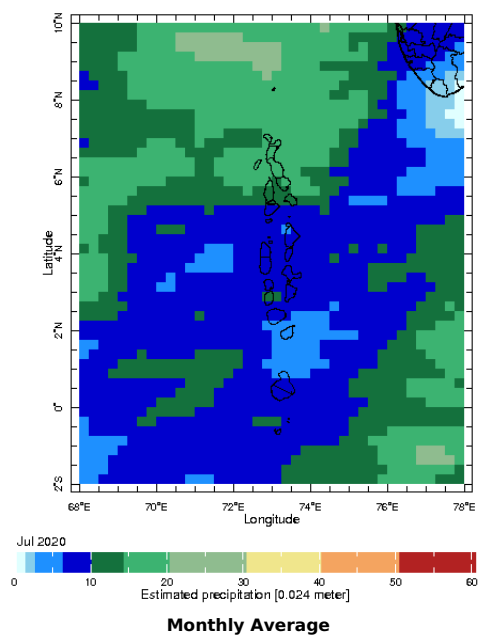 10°N
8°N
6°N
4°N
2°N
0°
2°S
Latitude
68°E 70°E 72°E 74°E 76°E 78°E
Longitude
Jul 2020
0 10 20 30 40 50 60
Estimated precipitation [0.024 meter]
Monthly Average